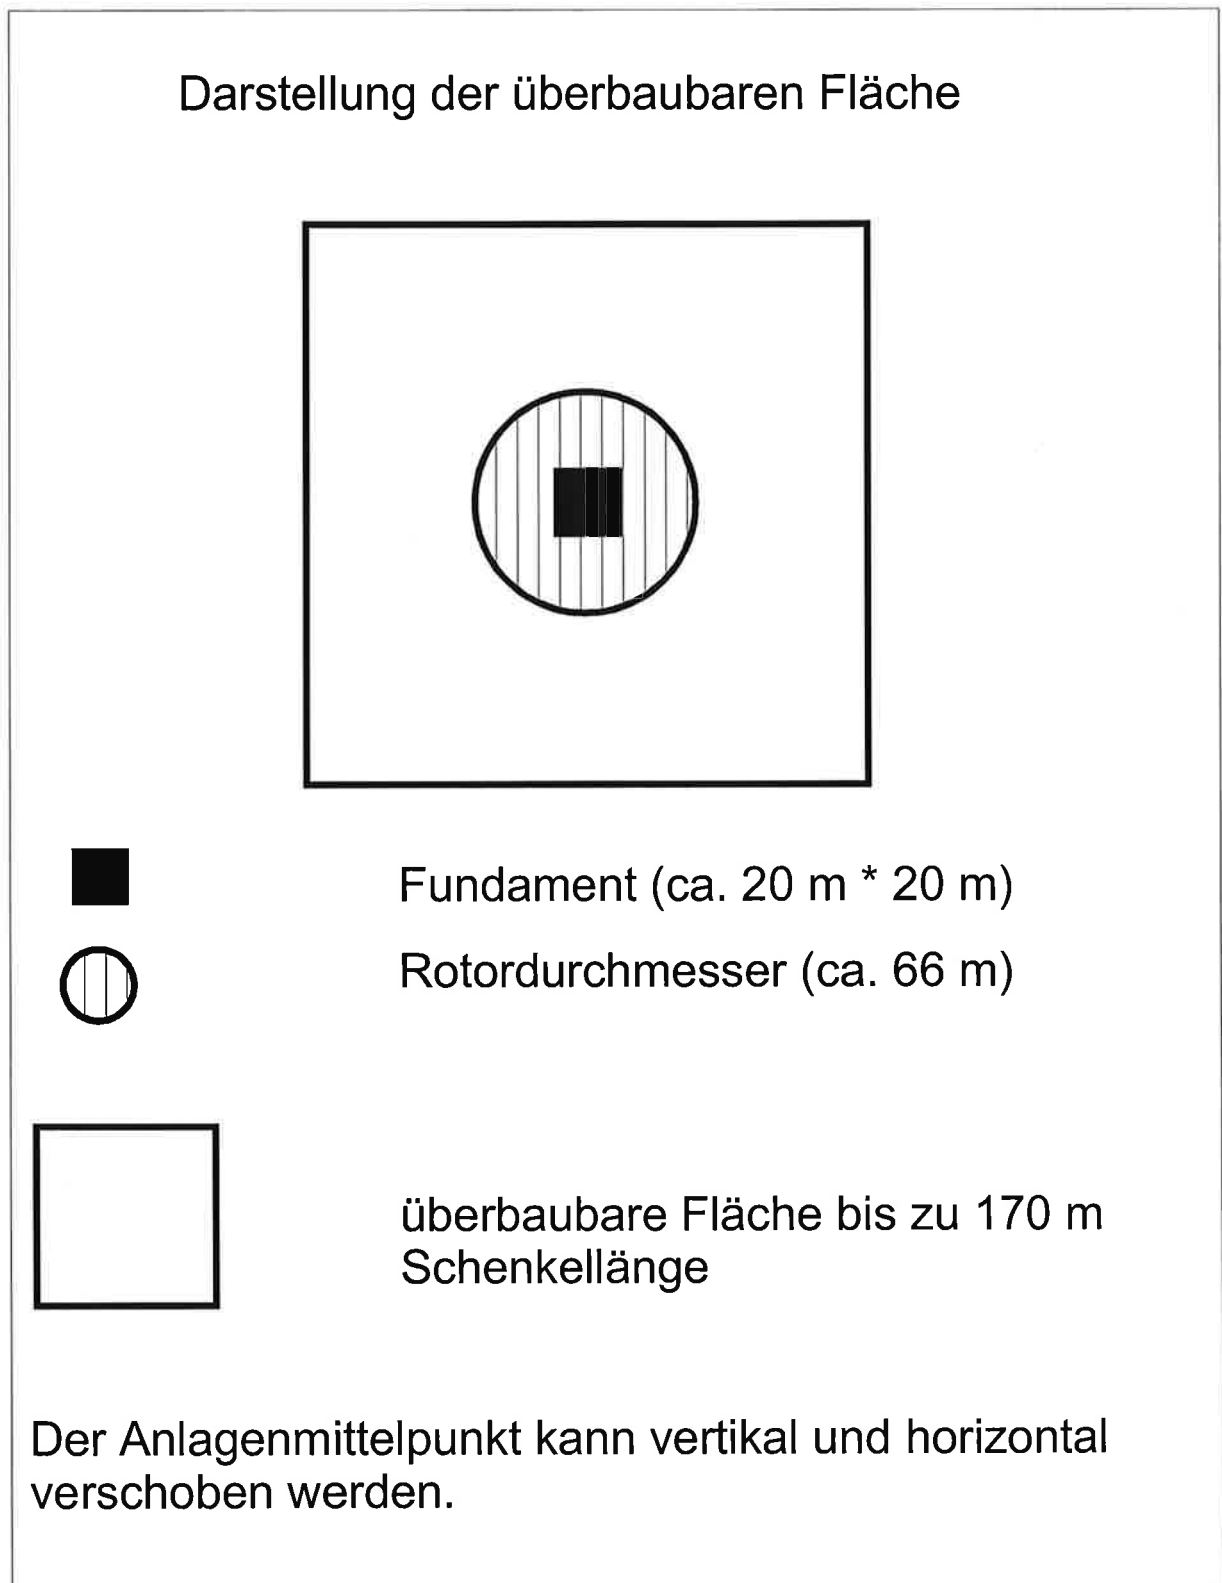 Darstellung der überbaubaren Fläche
Fundament (ca. 20 m * 20 m)
Rotordurchmesser (ca. 66 m)
überbaubare Fläche bis zu 170 m
Schenkellänge
Der Anlagenmittelpunkt kann vertikal und horizontal
verschoben werden.